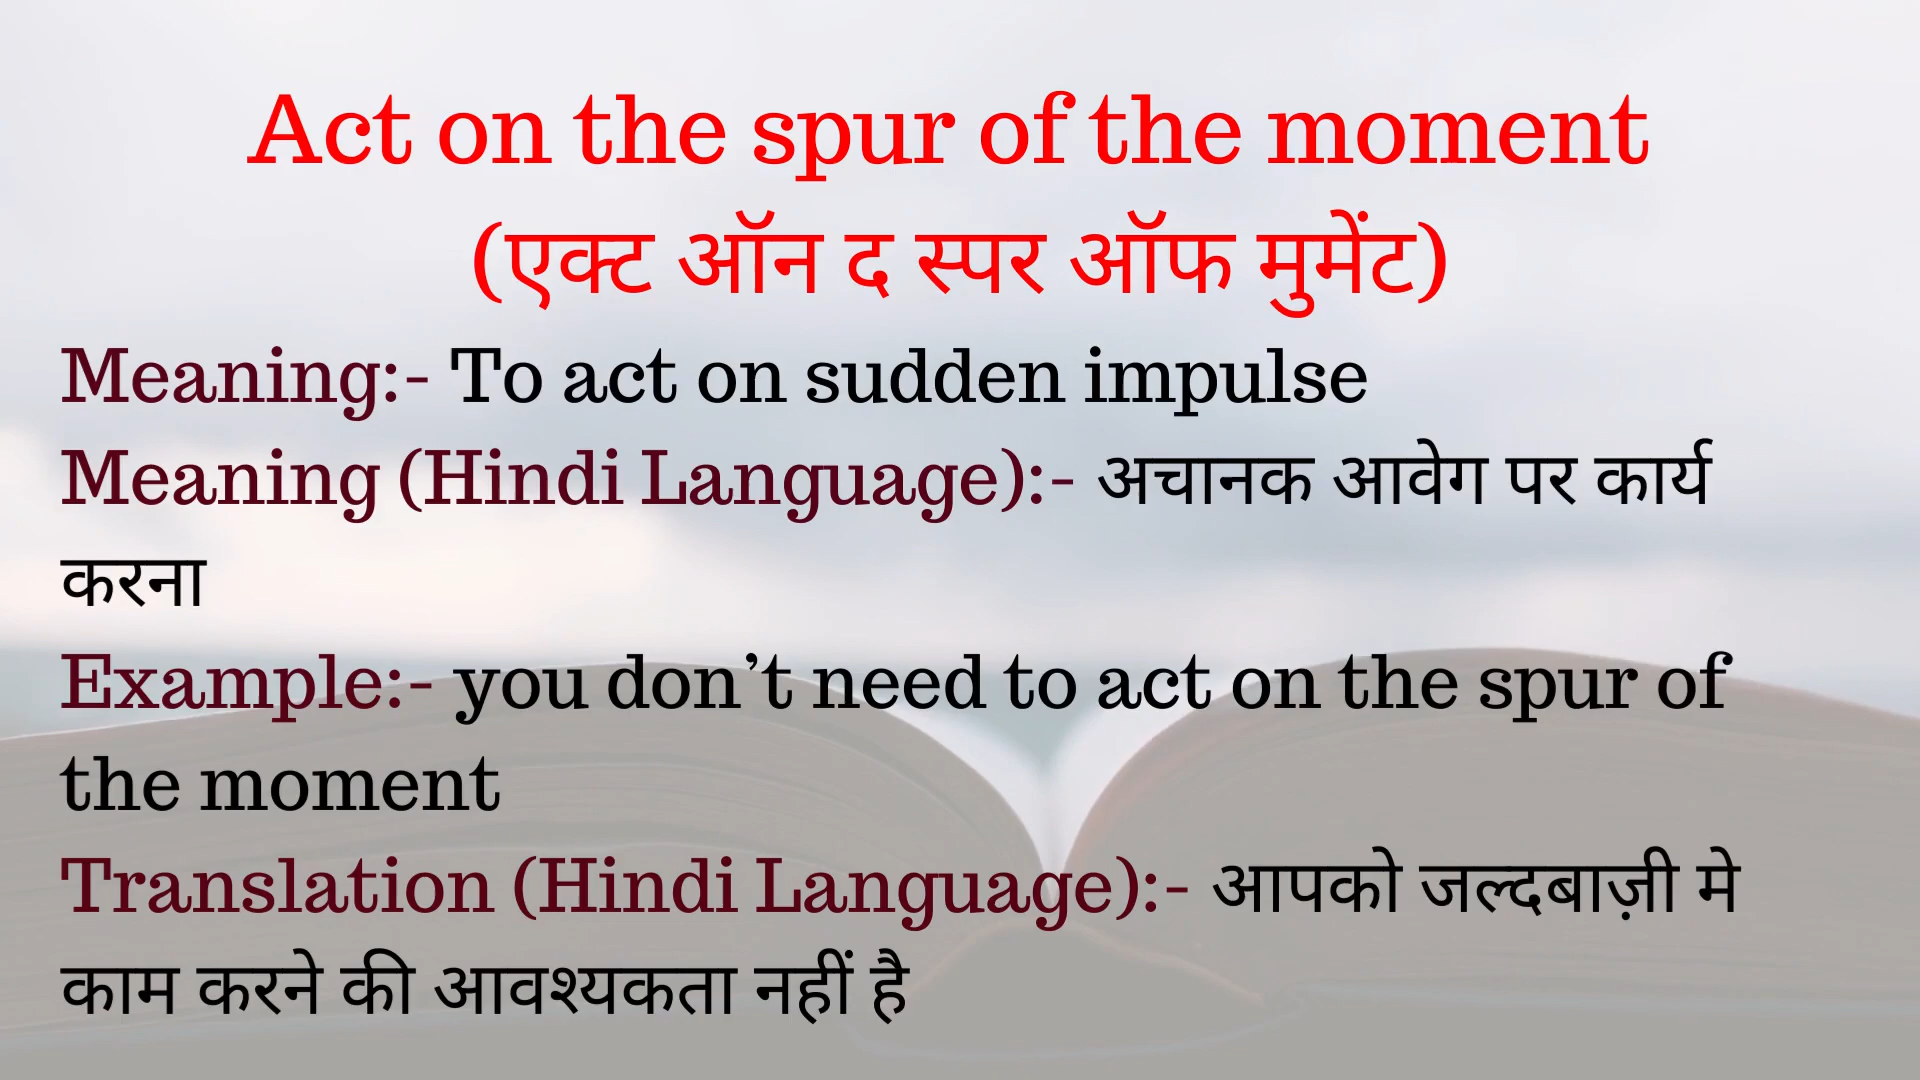 Act on the spur of the moment
(एक्ट ऑन द स्पर ऑफ मुमेंट)
Meaning:- To act on sudden impulse
Meaning (Hindi Language):- अचानक आवेग पर कार्य
करना
Example:- you don’t need to act on the spur of
the moment
Translation (Hindi Language):- आपको जल्दबाज़ी मे
काम करने की आवश्यकता नहीं है